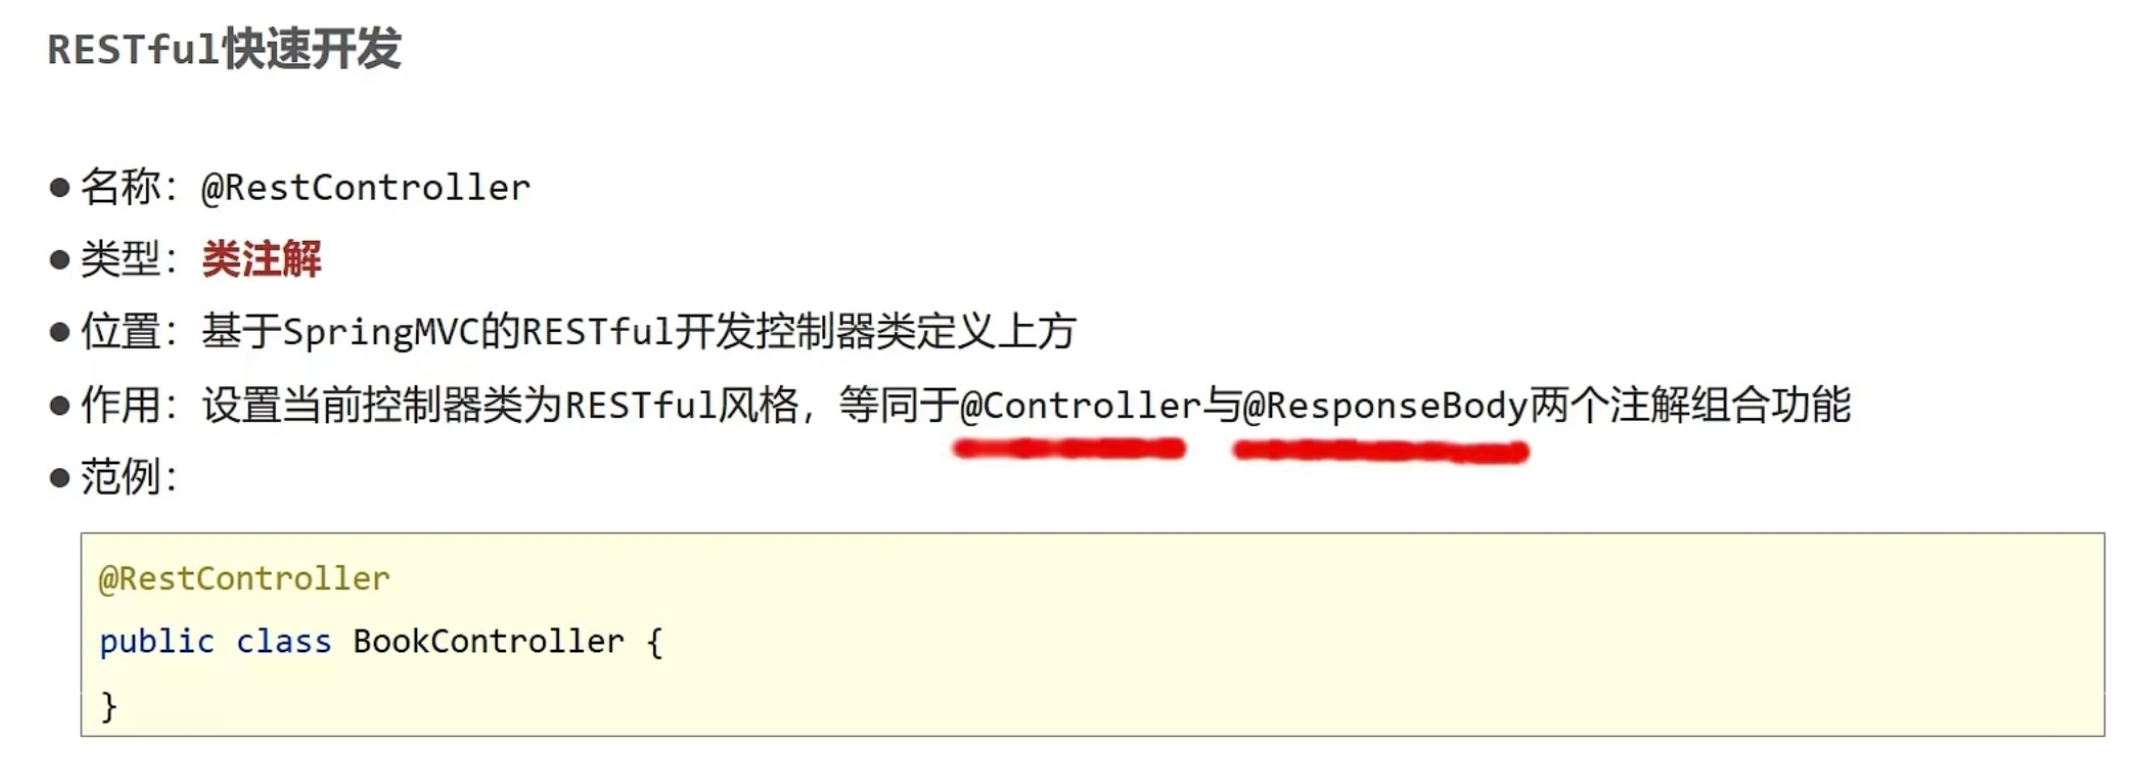 RESTful快速开发
●名称：@RestController
●类型：类注解
●位置：基于SpringMVC的RESTful开发控制器类定义上方
●作用：设置当前控制器类为RESTful风格，等同于@Controller与@ResponseBody两个注解组合功能
●范例：
@RestController
public class BookController {
}